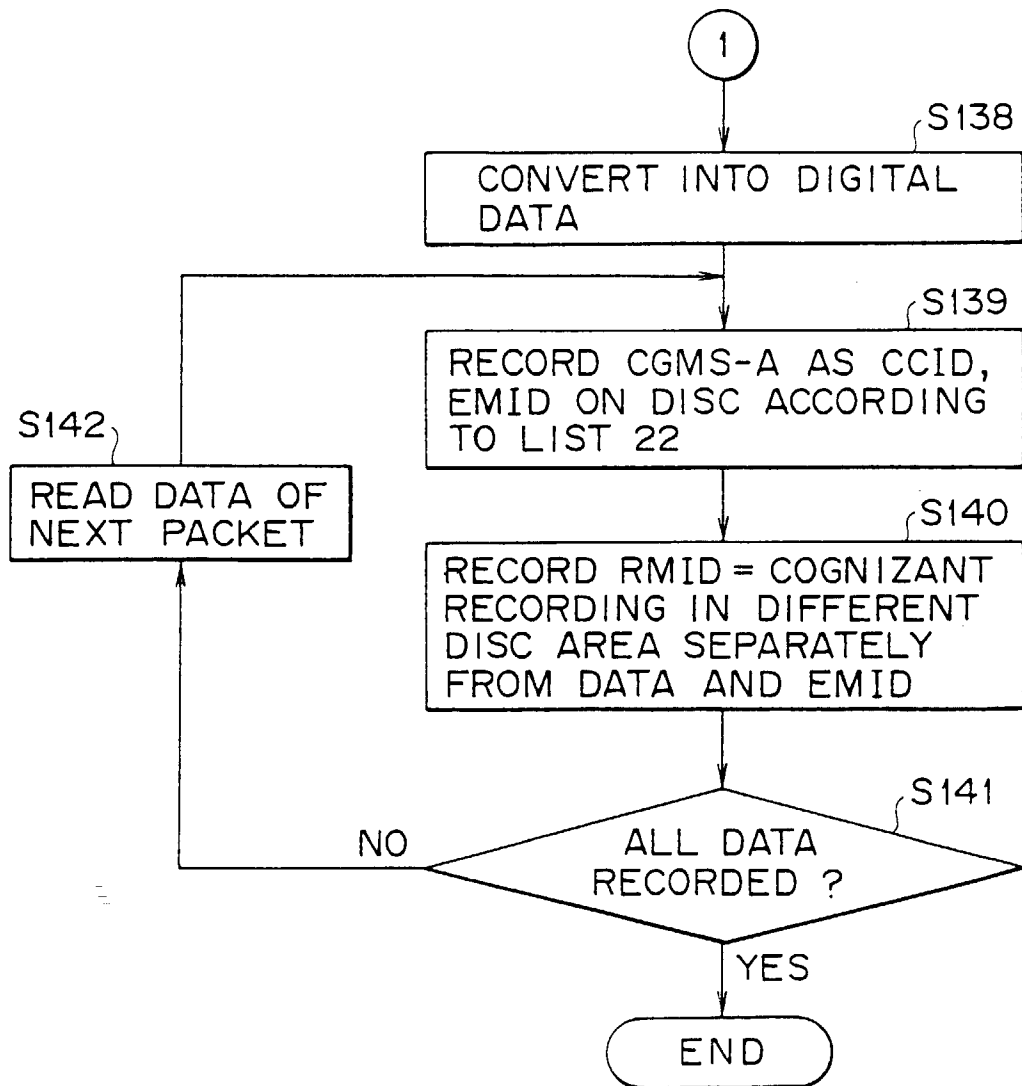 1
S138
CONVERT INTO DIGITAL
DATA
S139
RECORD CGMS-A AS CCID,
EMID ON DISC ACCORDING
TO LIST 22
S142
READ DATA OF
NEXT PACKET
S140
RECORD RMID = COGNIZANT
RECORDING IN DIFFERENT
DISC AREA SEPARATELY
FROM DATA AND EMID
S141
NO
ALL DATA
RECORDED ?
YES
END